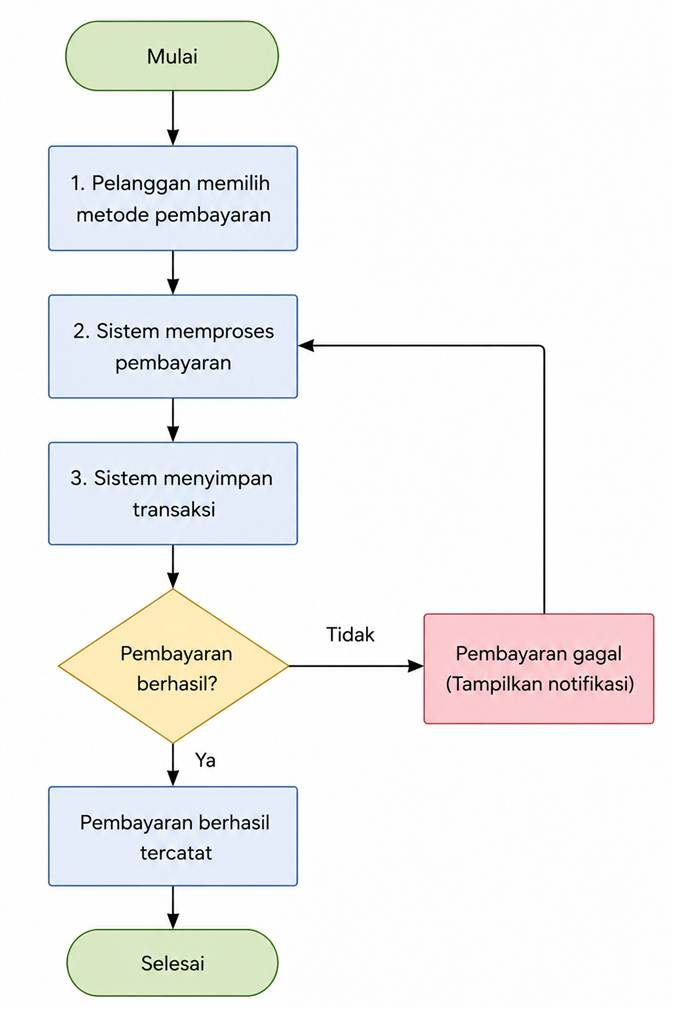 Mulai
1. Pelanggan memilih
metode pembayaran
2. Sistem memproses
pembayaran
3. Sistem menyimpan
transaksi
Pembayaran
berhasil?
Tidak
Pembayaran gagal
(Tampilkan notifikasi)
Ya
Pembayaran berhasil
tercatat
Selesai